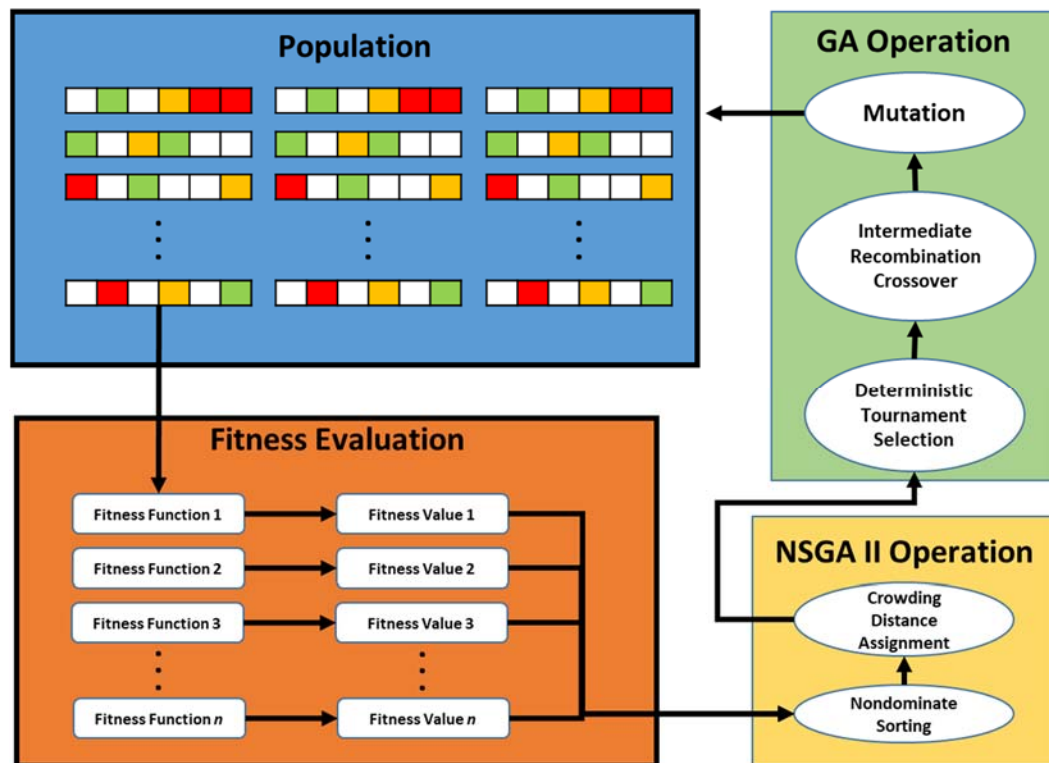 Population
GA Operation
Mutation
Intermediate
Recombination
Crossover
Deterministic
Tournament
Selection
Fitness Evaluation
Fitness Function 1
Fitness Value 1
Fitness Function 2
Fitness Value 2
Fitness Function 3
Fitness Value 3
Fitness Function n
Fitness Value n
NSGA II Operation
Crowding
Distance
Assignment
Nondominate
Sorting